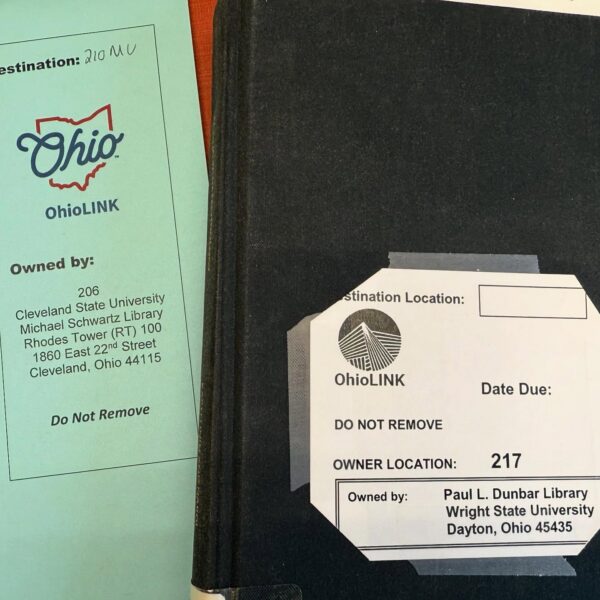 estination: 210 MU
Ohio
OhioLINK
Owned by:
206
Cleveland State University
Michael Schwartz Library
Rhodes Tower (RT) 100
1860 East 22nd Street
Cleveland, Ohio 44115
Do Not Remove
stination Location:
OhioLINK
Date Due:
DO NOT REMOVE
OWNER LOCATION: 217
Owned by: Paul L. Dunbar Library
Wright State University
Dayton, Ohio 45435